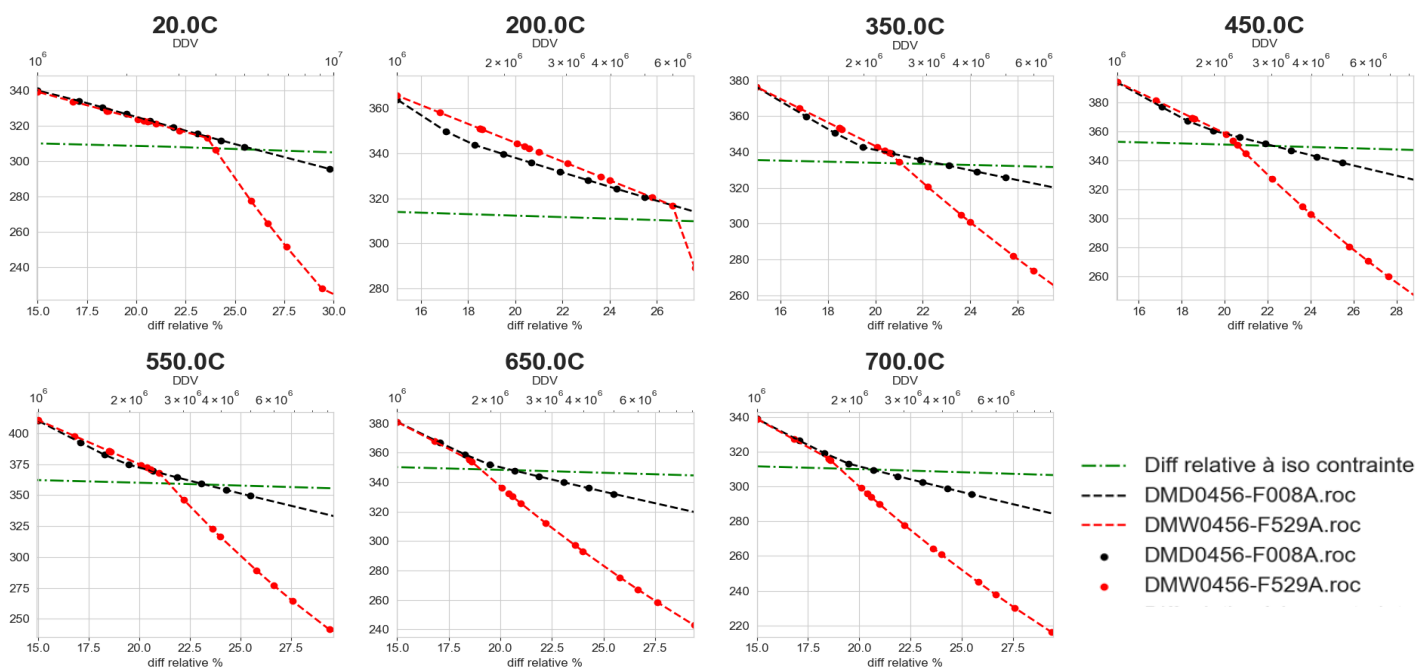 20.0C
DDV
10^6 10^7
340
320
300
280
260
240
15.0 17.5 20.0 22.5 25.0 27.5 30.0
diff relative %
200.0C
DDV
10^6 2 × 10^6 3 × 10^6 4 × 10^6 6 × 10^6
360
340
320
300
280
16 18 20 22 24 26
diff relative %
350.0C
DDV
2 × 10^6 3 × 10^6 4 × 10^6 6 × 10^6
380
360
340
320
300
280
260
16 18 20 22 24 26
diff relative %
450.0C
DDV
10^6 2 × 10^6 3 × 10^6 4 × 10^6 6 × 10^6
380
360
340
320
300
280
260
16 18 20 22 24 26 28
diff relative %
550.0C
DDV
10^6 2 × 10^6 3 × 10^6 4 × 10^6 6 × 10^6
400
375
350
325
300
275
250
15.0 17.5 20.0 22.5 25.0 27.5
diff relative %
650.0C
DDV
10^6 2 × 10^6 3 × 10^6 4 × 10^6 6 × 10^6
380
360
340
320
300
280
260
240
15.0 17.5 20.0 22.5 25.0 27.5
diff relative %
700.0C
DDV
10^6 2 × 10^6 3 × 10^6 4 × 10^6 6 × 10^6
340
320
300
280
260
240
220
15.0 17.5 20.0 22.5 25.0 27.5
diff relative %
Diff relative à iso contrainte
DMD0456-F008A.roc
DMW0456-F529A.roc
DMD0456-F008A.roc
DMW0456-F529A.roc